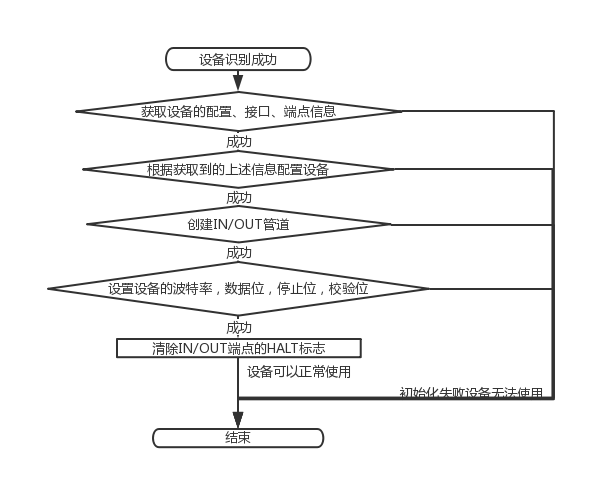 设备识别成功
获取设备的配置、接口、端点信息
成功
根据获取到的上述信息配置设备
成功
创建IN/OUT管道
成功
设置设备的波特率，数据位，停止位，校验位
成功
清除IN/OUT端点的HALT标志
设备可以正常使用
初始化失败设备无法使用
结束